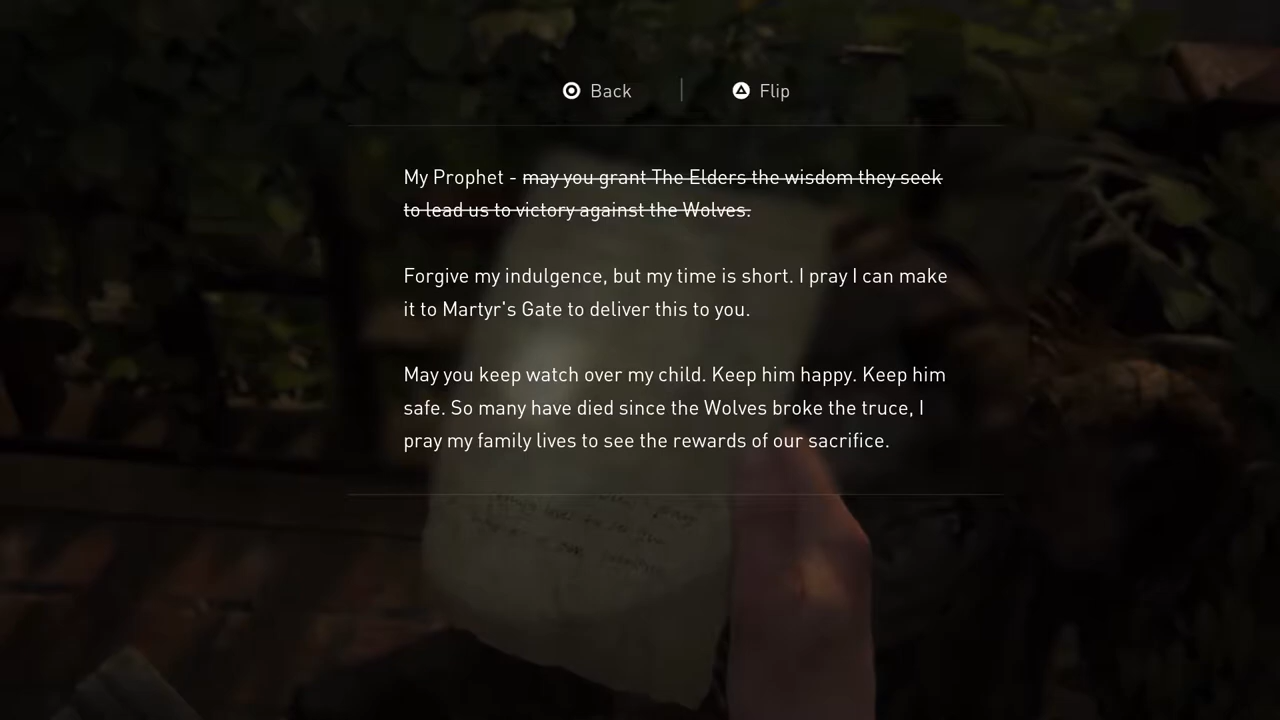 Back | Flip
My Prophet - may you grant The Elders the wisdom they seek
to lead us to victory against the Wolves.
Forgive my indulgence, but my time is short. I pray I can make
it to Martyr's Gate to deliver this to you.
May you keep watch over my child. Keep him happy. Keep him
safe. So many have died since the Wolves broke the truce, I
pray my family lives to see the rewards of our sacrifice.